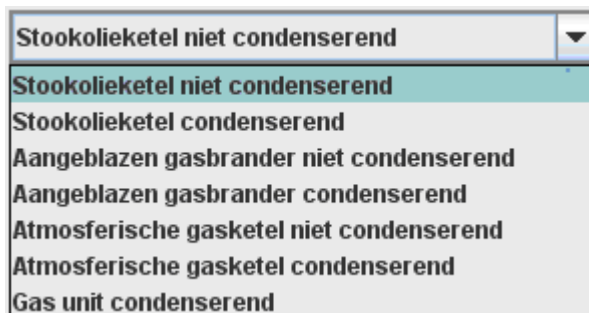 Stookolieketel niet condenserend
Stookolieketel niet condenserend
Stookolieketel condenserend
Aangeblazen gasbrander niet condenserend
Aangeblazen gasbrander condenserend
Atmosferische gasketel niet condenserend
Atmosferische gasketel condenserend
Gas unit condenserend